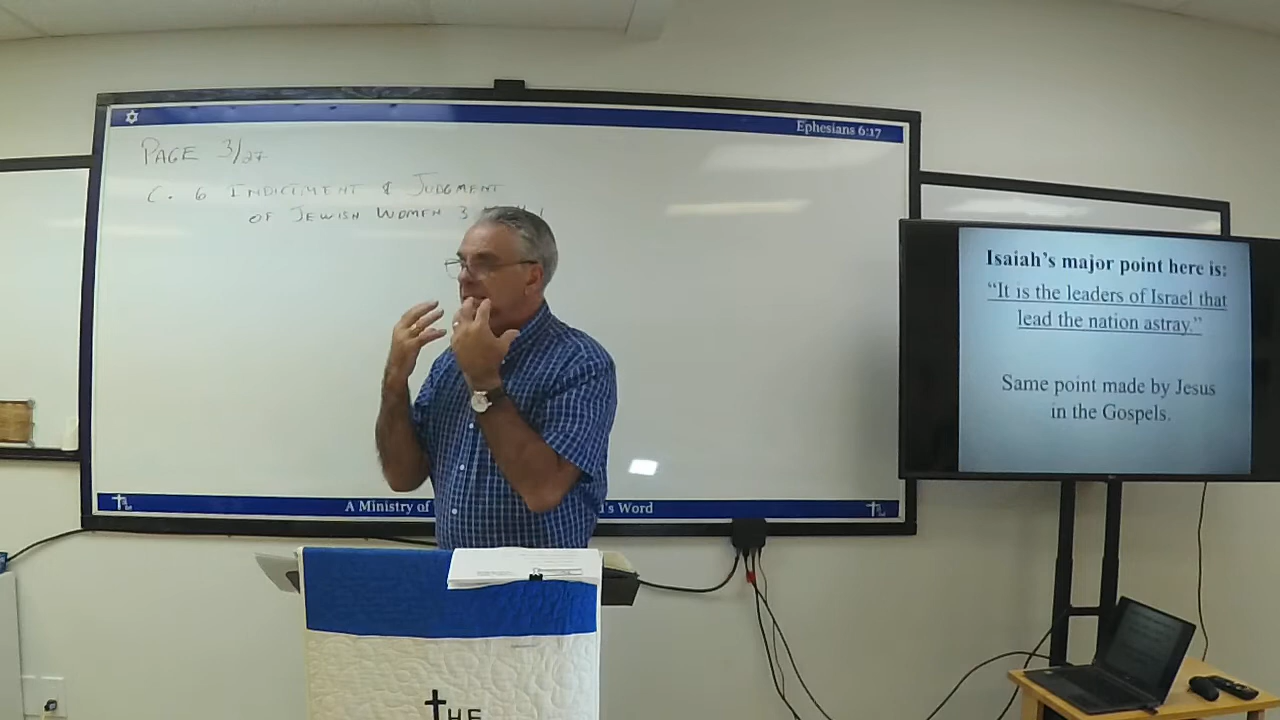 Ephesians 6:17
PAGE 3/27
C. 6 INDICTMENT & JUDGMENT
OF JEWISH WOMEN 3
Isaiah's major point here is:
"It is the leaders of Israel that
lead the nation astray."
Same point made by Jesus
in the Gospels.
A Ministry of
Word
THE